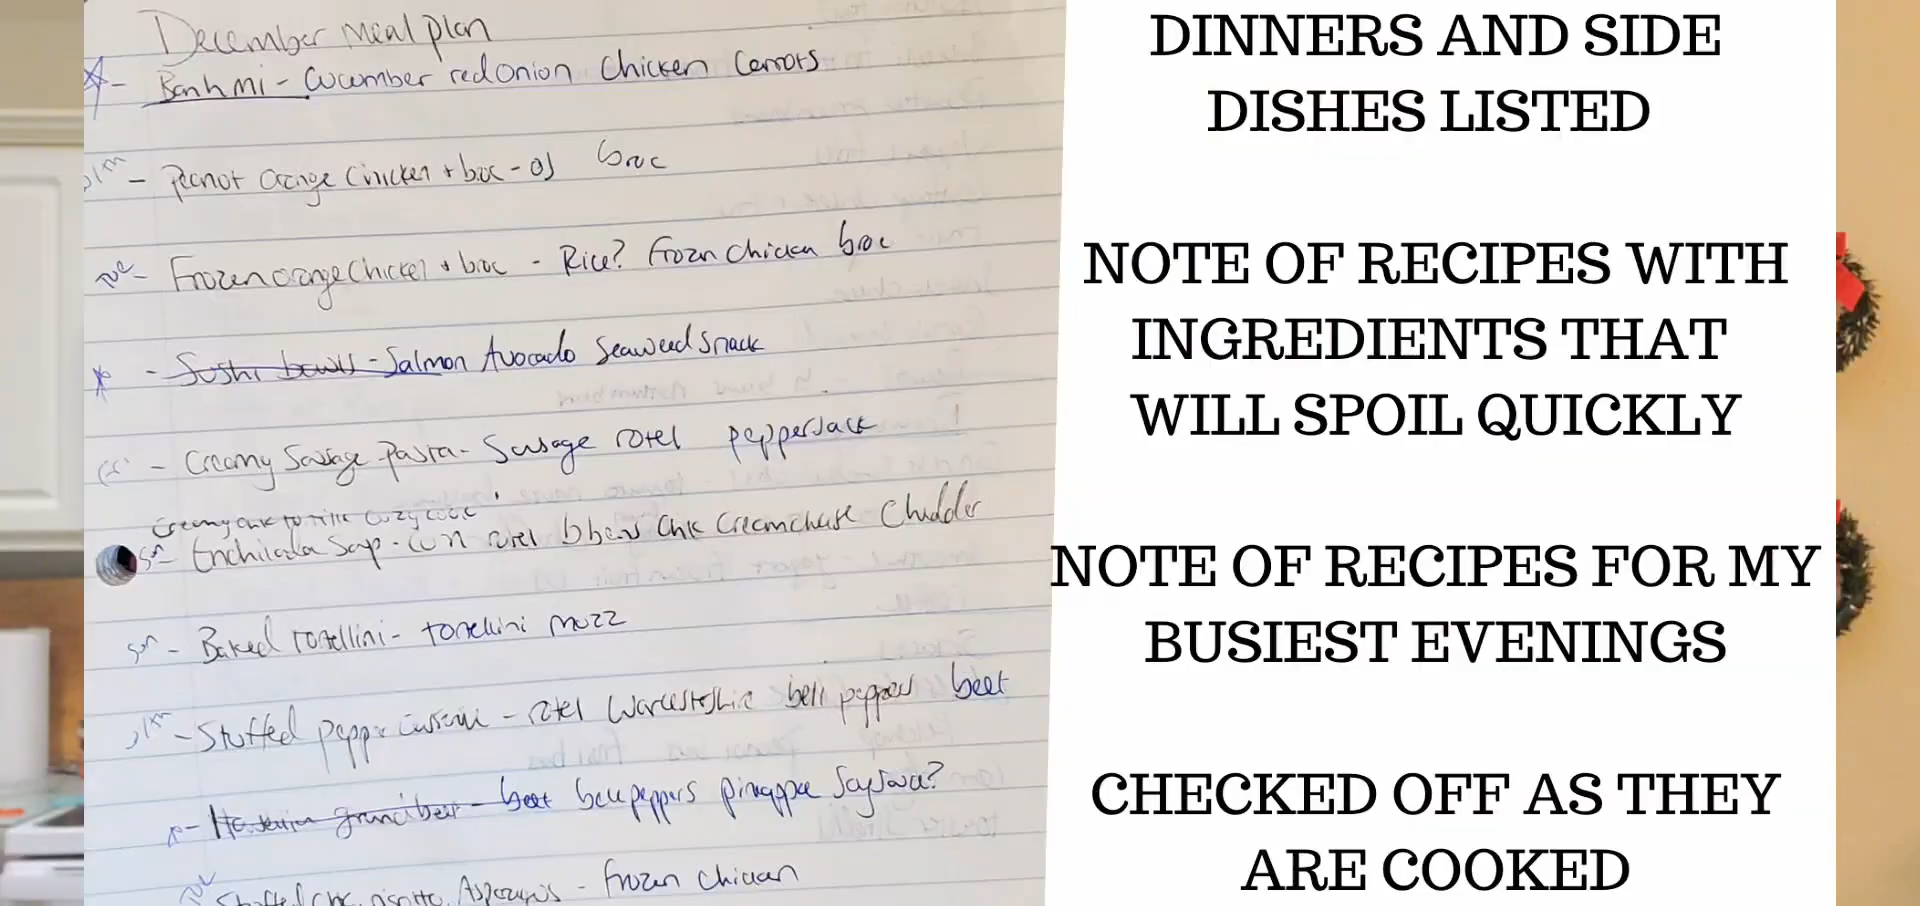 December meal plan
- Banh mi - Cucumber red onion Chicken Carrots
- Peanut Orange Chicken + broc - OJ broc
- Frozen orange Chicken + broc - Rice? Frozen chicken broc
- Sushi bowls - Salmon Avocado Seaweed snack
- Creamy Sausage Pasta - Sausage rotel pepperjack
- Enchilada Soup - corn rotel b beans Chk Creamcheese Cheddar
- Baked tortellini - tortellini mozz
- Stuffed pepper - rotel Worcestershire bell peppers beef
- Hawaiian ground beef - beef bell peppers pineapple Soy Sauce?
Asparagus - Frozen Chicken
DINNERS AND SIDE
DISHES LISTED
NOTE OF RECIPES WITH
INGREDIENTS THAT
WILL SPOIL QUICKLY
NOTE OF RECIPES FOR MY
BUSIEST EVENINGS
CHECKED OFF AS THEY
ARE COOKED